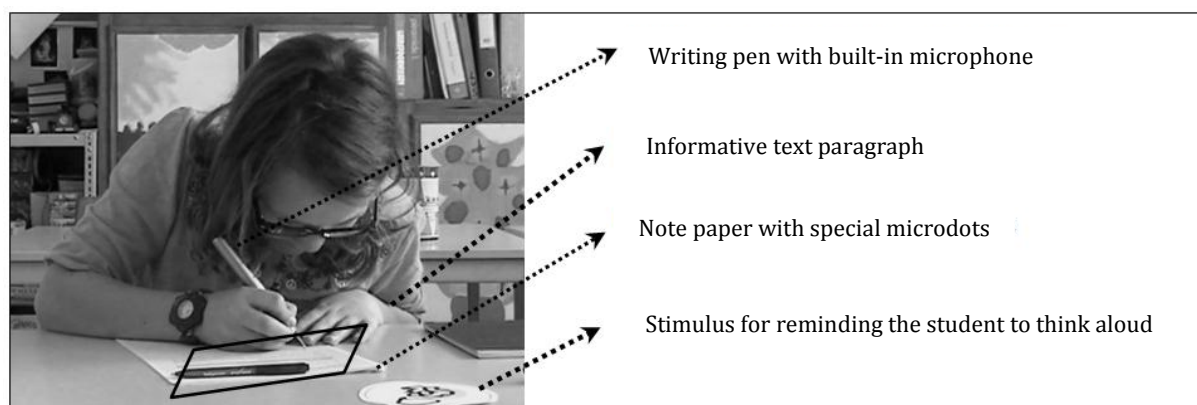 Writing pen with built-in microphone
Informative text paragraph
Note paper with special microdots
Stimulus for reminding the student to think aloud